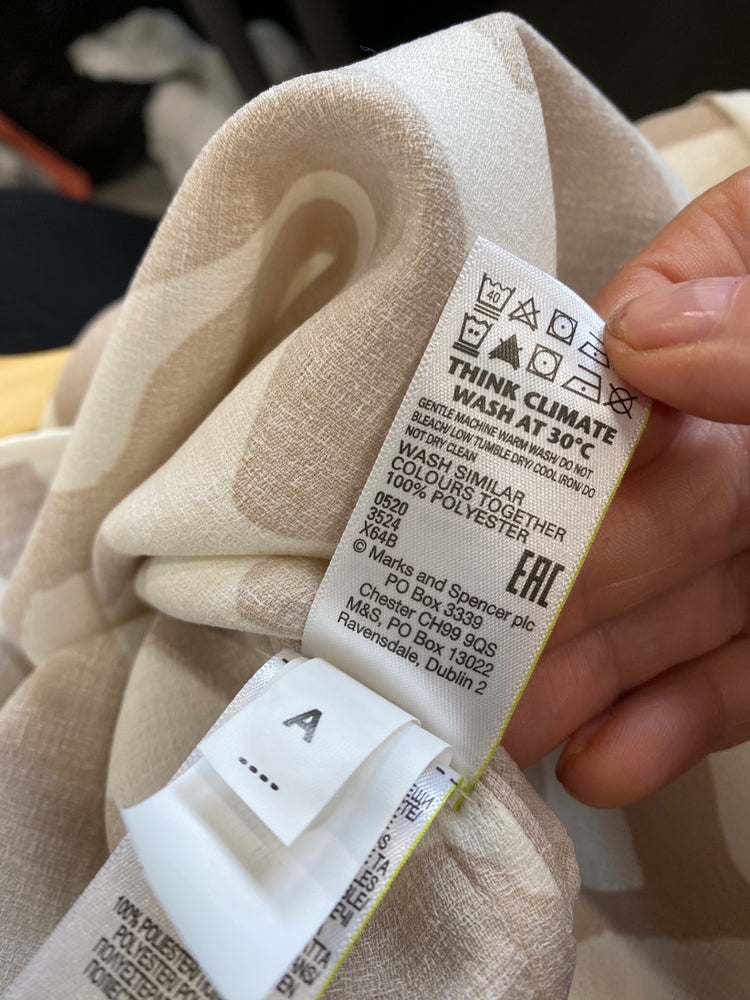 40
THINK CLIMATE
WASH AT 30°C
GENTLE MACHINE WARM WASH/DO NOT
BLEACH/LOW TUMBLE DRY/COOL IRON/DO
NOT DRY CLEAN
WASH SIMILAR
COLOURS TOGETHER
100% POLYESTER
0520
3524
X64B
EAC
© Marks and Spencer plc
PO Box 3339
Chester CH99 9QS
M&S, PO Box 13022
Ravensdale, Dublin 2
A
100% POLIESTER